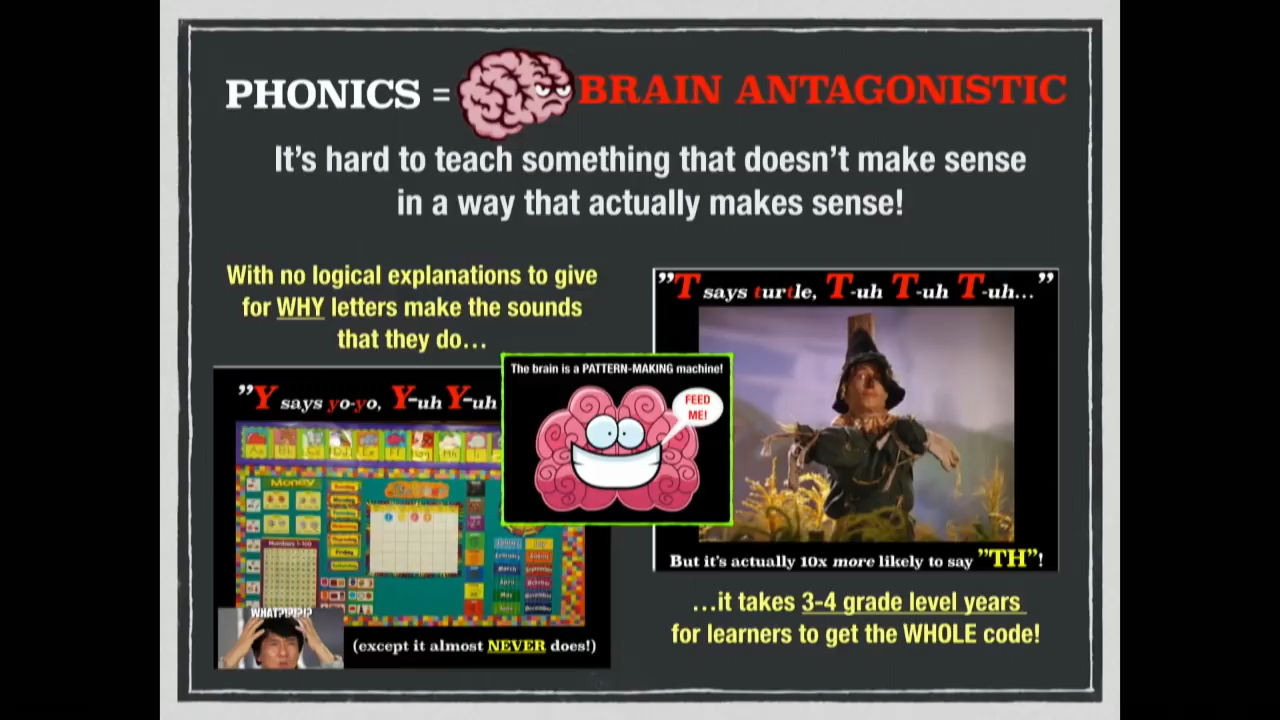 PHONICS = BRAIN ANTAGONISTIC
It's hard to teach something that doesn't make sense
in a way that actually makes sense!
With no logical explanations to give
for WHY letters make the sounds
that they do…
"Y says yo-yo, Y-uh Y-uh
Money
Numbers 1-100
WHAT?!?!?!?
(except it almost NEVER does!)
The brain is a PATTERN-MAKING machine!
FEED
ME!
"T says turtle, T-uh T-uh T-uh…"
But it's actually 10x more likely to say "TH"!
…it takes 3-4 grade level years
for learners to get the WHOLE code!